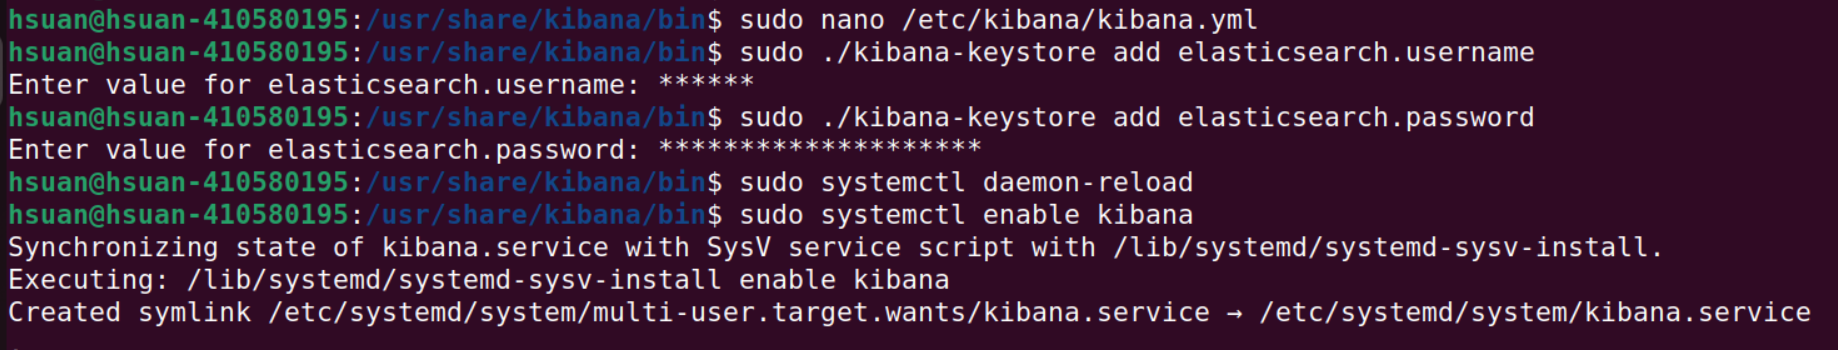 hsuan@hsuan-410580195:/usr/share/kibana/bin$ sudo nano /etc/kibana/kibana.yml
hsuan@hsuan-410580195:/usr/share/kibana/bin$ sudo ./kibana-keystore add elasticsearch.username
Enter value for elasticsearch.username: ******
hsuan@hsuan-410580195:/usr/share/kibana/bin$ sudo ./kibana-keystore add elasticsearch.password
Enter value for elasticsearch.password: ********************
hsuan@hsuan-410580195:/usr/share/kibana/bin$ sudo systemctl daemon-reload
hsuan@hsuan-410580195:/usr/share/kibana/bin$ sudo systemctl enable kibana
Synchronizing state of kibana.service with SysV service script with /lib/systemd/systemd-sysv-install.
Executing: /lib/systemd/systemd-sysv-install enable kibana
Created symlink /etc/systemd/system/multi-user.target.wants/kibana.service → /etc/systemd/system/kibana.service